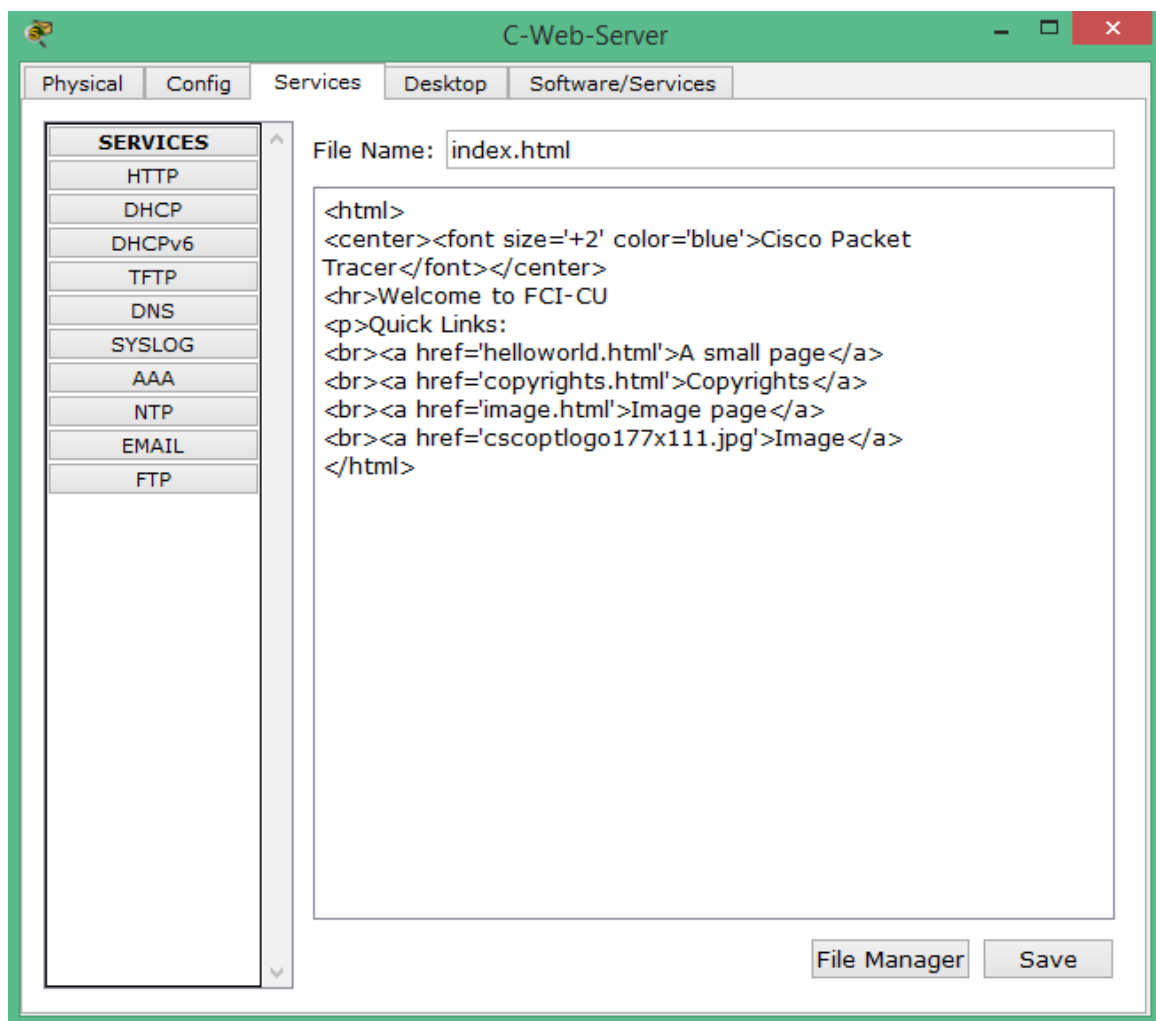 C-Web-Server
Physical Config Services Desktop Software/Services
SERVICES
HTTP
DHCP
DHCPv6
TFTP
DNS
SYSLOG
AAA
NTP
EMAIL
FTP
File Name: index.html
<html>
<center><font size='+2' color='blue'>Cisco Packet
Tracer</font></center>
<hr>Welcome to FCI-CU
<p>Quick Links:
<br><a href='helloworld.html'>A small page</a>
<br><a href='copyrights.html'>Copyrights</a>
<br><a href='image.html'>Image page</a>
<br><a href='cscoptlogo177x111.jpg'>Image</a>
</html>
File Manager Save